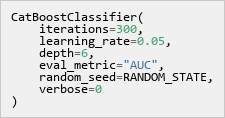 CatBoostClassifier(
    iterations=300,
    learning_rate=0.05,
    depth=6,
    eval_metric="AUC",
    random_seed=RANDOM_STATE,
    verbose=0
)